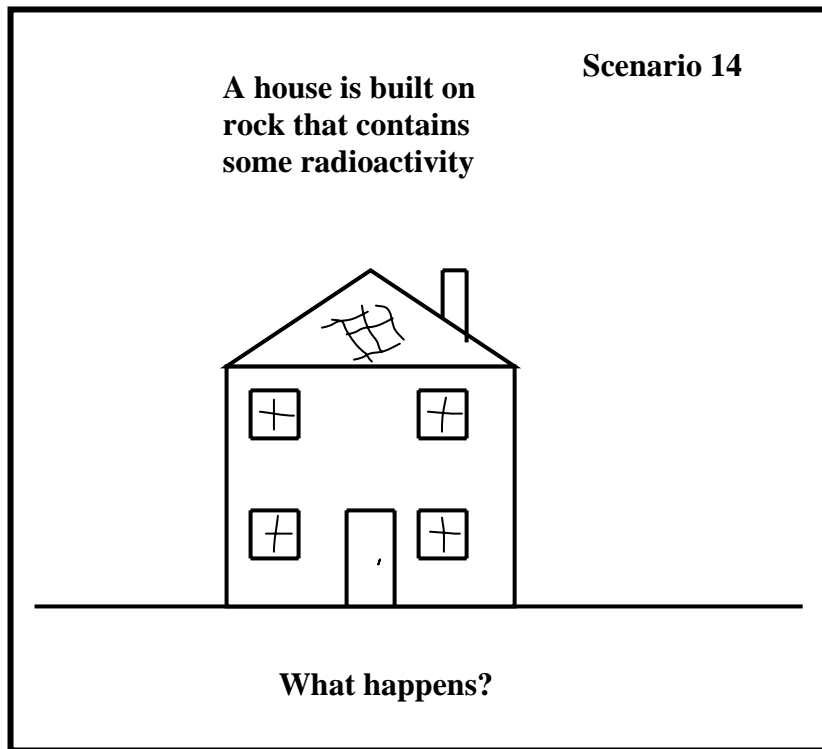 Scenario 14
A house is built on
rock that contains
some radioactivity
What happens?